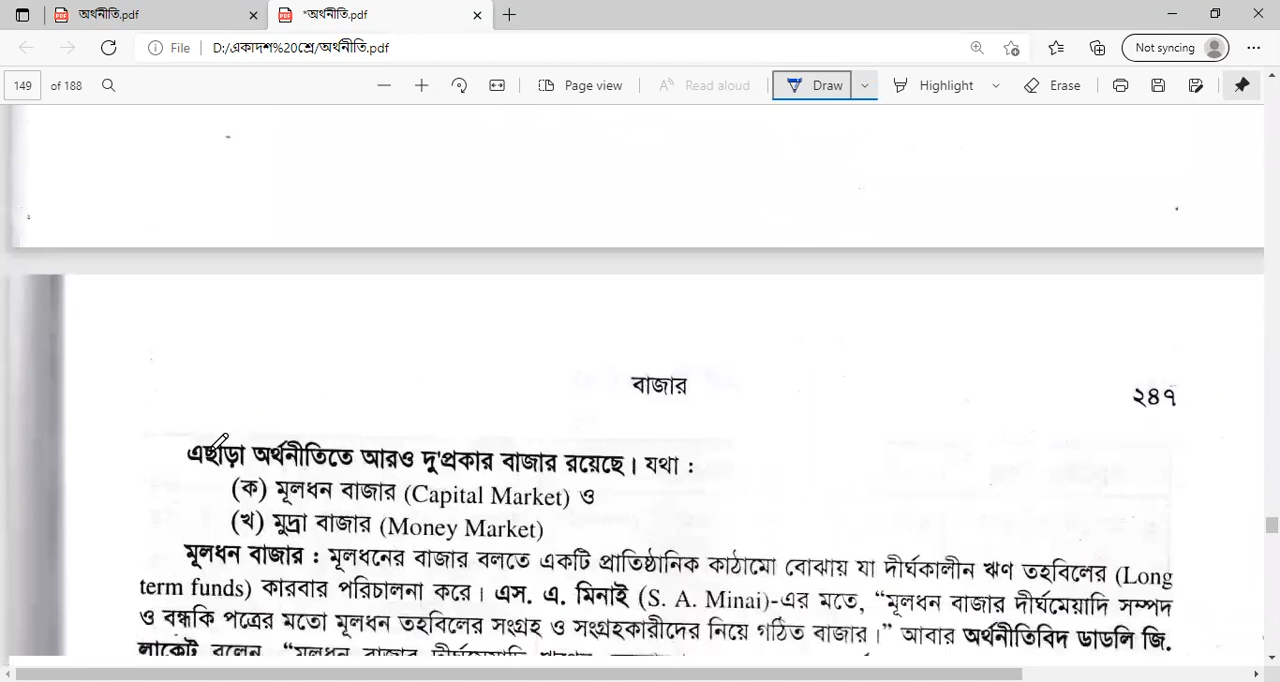 অর্থনীতি.pdf
*অর্থনীতি.pdf
File D:/একাদশ%20শ্রে/অর্থনীতি.pdf
Not syncing
149 of 188
Page view
Read aloud
Draw
Highlight
Erase
বাজার
২৪৭
এছাড়া অর্থনীতিতে আরও দু'প্রকার বাজার রয়েছে। যথা :
(ক) মূলধন বাজার (Capital Market) ও
(খ) মুদ্রা বাজার (Money Market)
মূলধন বাজার : মূলধনের বাজার বলতে একটি প্রাতিষ্ঠানিক কাঠামো বোঝায় যা দীর্ঘকালীন ঋণ তহবিলের (Long
term funds) কারবার পরিচালনা করে। এস. এ. মিনাই (S. A. Minai)-এর মতে, “মূলধন বাজার দীর্ঘমেয়াদি সম্পদ
ও বন্ধকি পত্রের মতো মূলধন তহবিলের সংগ্রহ ও সংগ্রহকারীদের নিয়ে গঠিত বাজার।” আবার অর্থনীতিবিদ ডাডলি জি.
লাকেট বলেন, “মূলধন বাজার